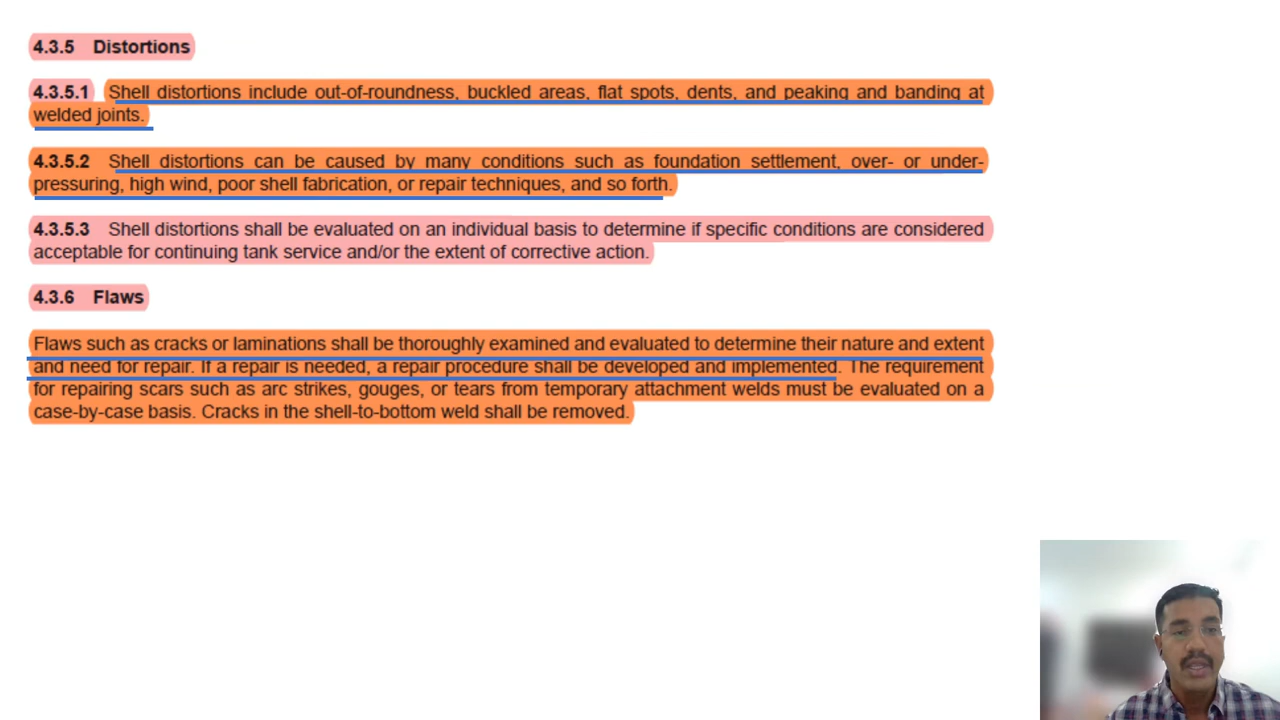 4.3.5 Distortions
4.3.5.1 Shell distortions include out-of-roundness, buckled areas, flat spots, dents, and peaking and banding at
welded joints.
4.3.5.2 Shell distortions can be caused by many conditions such as foundation settlement, over- or under-
pressuring, high wind, poor shell fabrication, or repair techniques, and so forth.
4.3.5.3 Shell distortions shall be evaluated on an individual basis to determine if specific conditions are considered
acceptable for continuing tank service and/or the extent of corrective action.
4.3.6 Flaws
Flaws such as cracks or laminations shall be thoroughly examined and evaluated to determine their nature and extent
and need for repair. If a repair is needed, a repair procedure shall be developed and implemented. The requirement
for repairing scars such as arc strikes, gouges, or tears from temporary attachment welds must be evaluated on a
case-by-case basis. Cracks in the shell-to-bottom weld shall be removed.